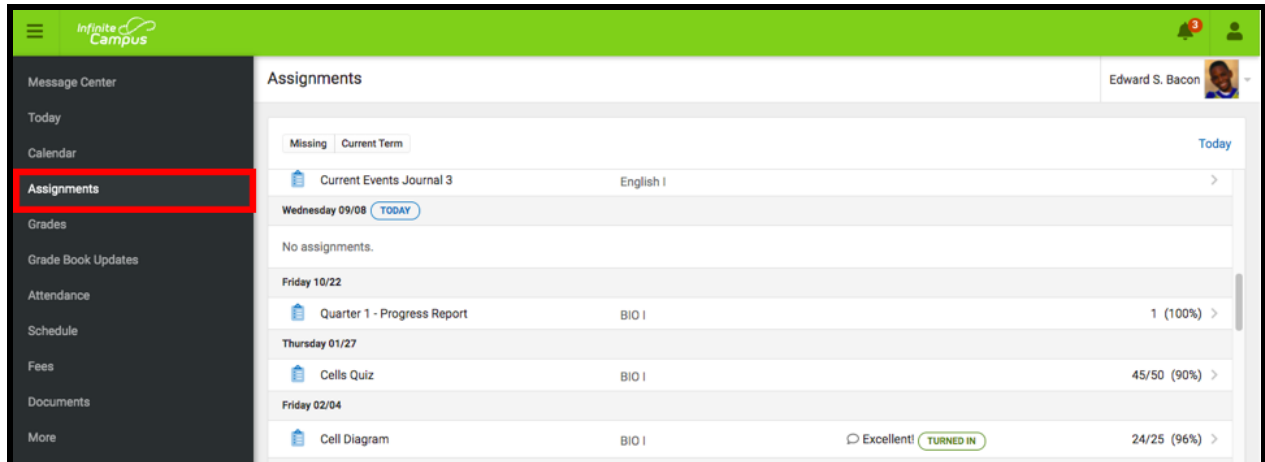 Infinite
Campus
3
Message Center
Assignments
Edward S. Bacon
Today
Calendar
Assignments
Grades
Grade Book Updates
Attendance
Schedule
Fees
Documents
More
Missing Current Term Today
Current Events Journal 3 English I
Wednesday 09/08 TODAY
No assignments.
Friday 10/22
Quarter 1 - Progress Report BIO I 1 (100%)
Thursday 01/27
Cells Quiz BIO I 45/50 (90%)
Friday 02/04
Cell Diagram BIO I Excellent! TURNED IN 24/25 (96%)